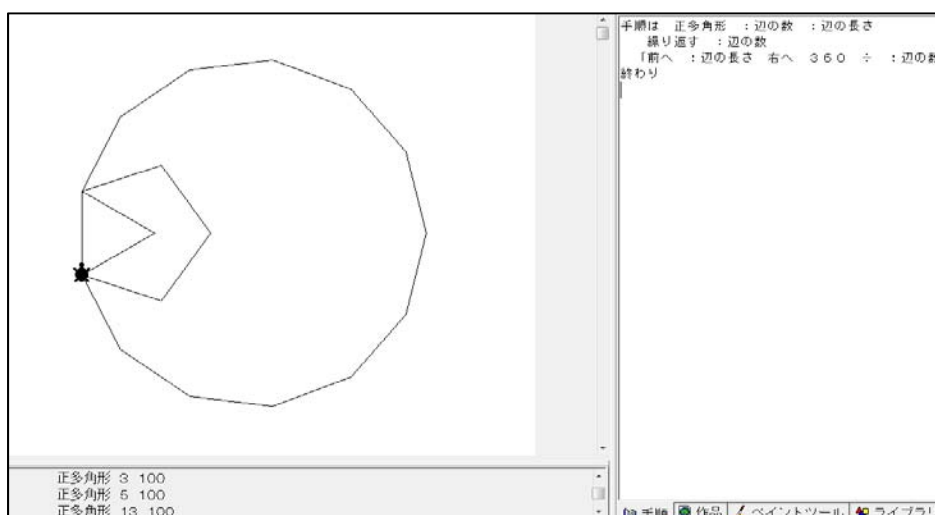 手順は　正多角形　：辺の数　：辺の長さ
繰り返す　：辺の数
「前へ　：辺の長さ　右へ　３６０　÷　：辺の数
終わり
正多角形 3 100
正多角形 5 100
正多角形 13 100
手順 作品 ペイントツール ライブラリ